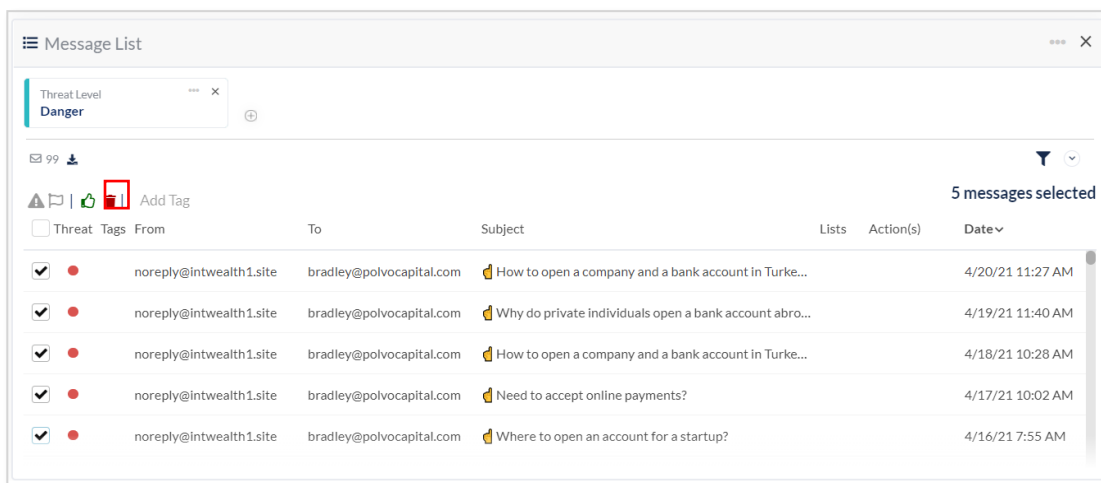 Message List
Threat Level
Danger
99
Add Tag
5 messages selected
Threat Tags From To Subject Lists Action(s) Date
noreply@intwealth1.site bradley@polvocapital.com ☝How to open a company and a bank account in Turke... 4/20/21 11:27 AM
noreply@intwealth1.site bradley@polvocapital.com ☝Why do private individuals open a bank account abro... 4/19/21 11:40 AM
noreply@intwealth1.site bradley@polvocapital.com ☝How to open a company and a bank account in Turke... 4/18/21 10:28 AM
noreply@intwealth1.site bradley@polvocapital.com ☝Need to accept online payments? 4/17/21 10:02 AM
noreply@intwealth1.site bradley@polvocapital.com ☝Where to open an account for a startup? 4/16/21 7:55 AM